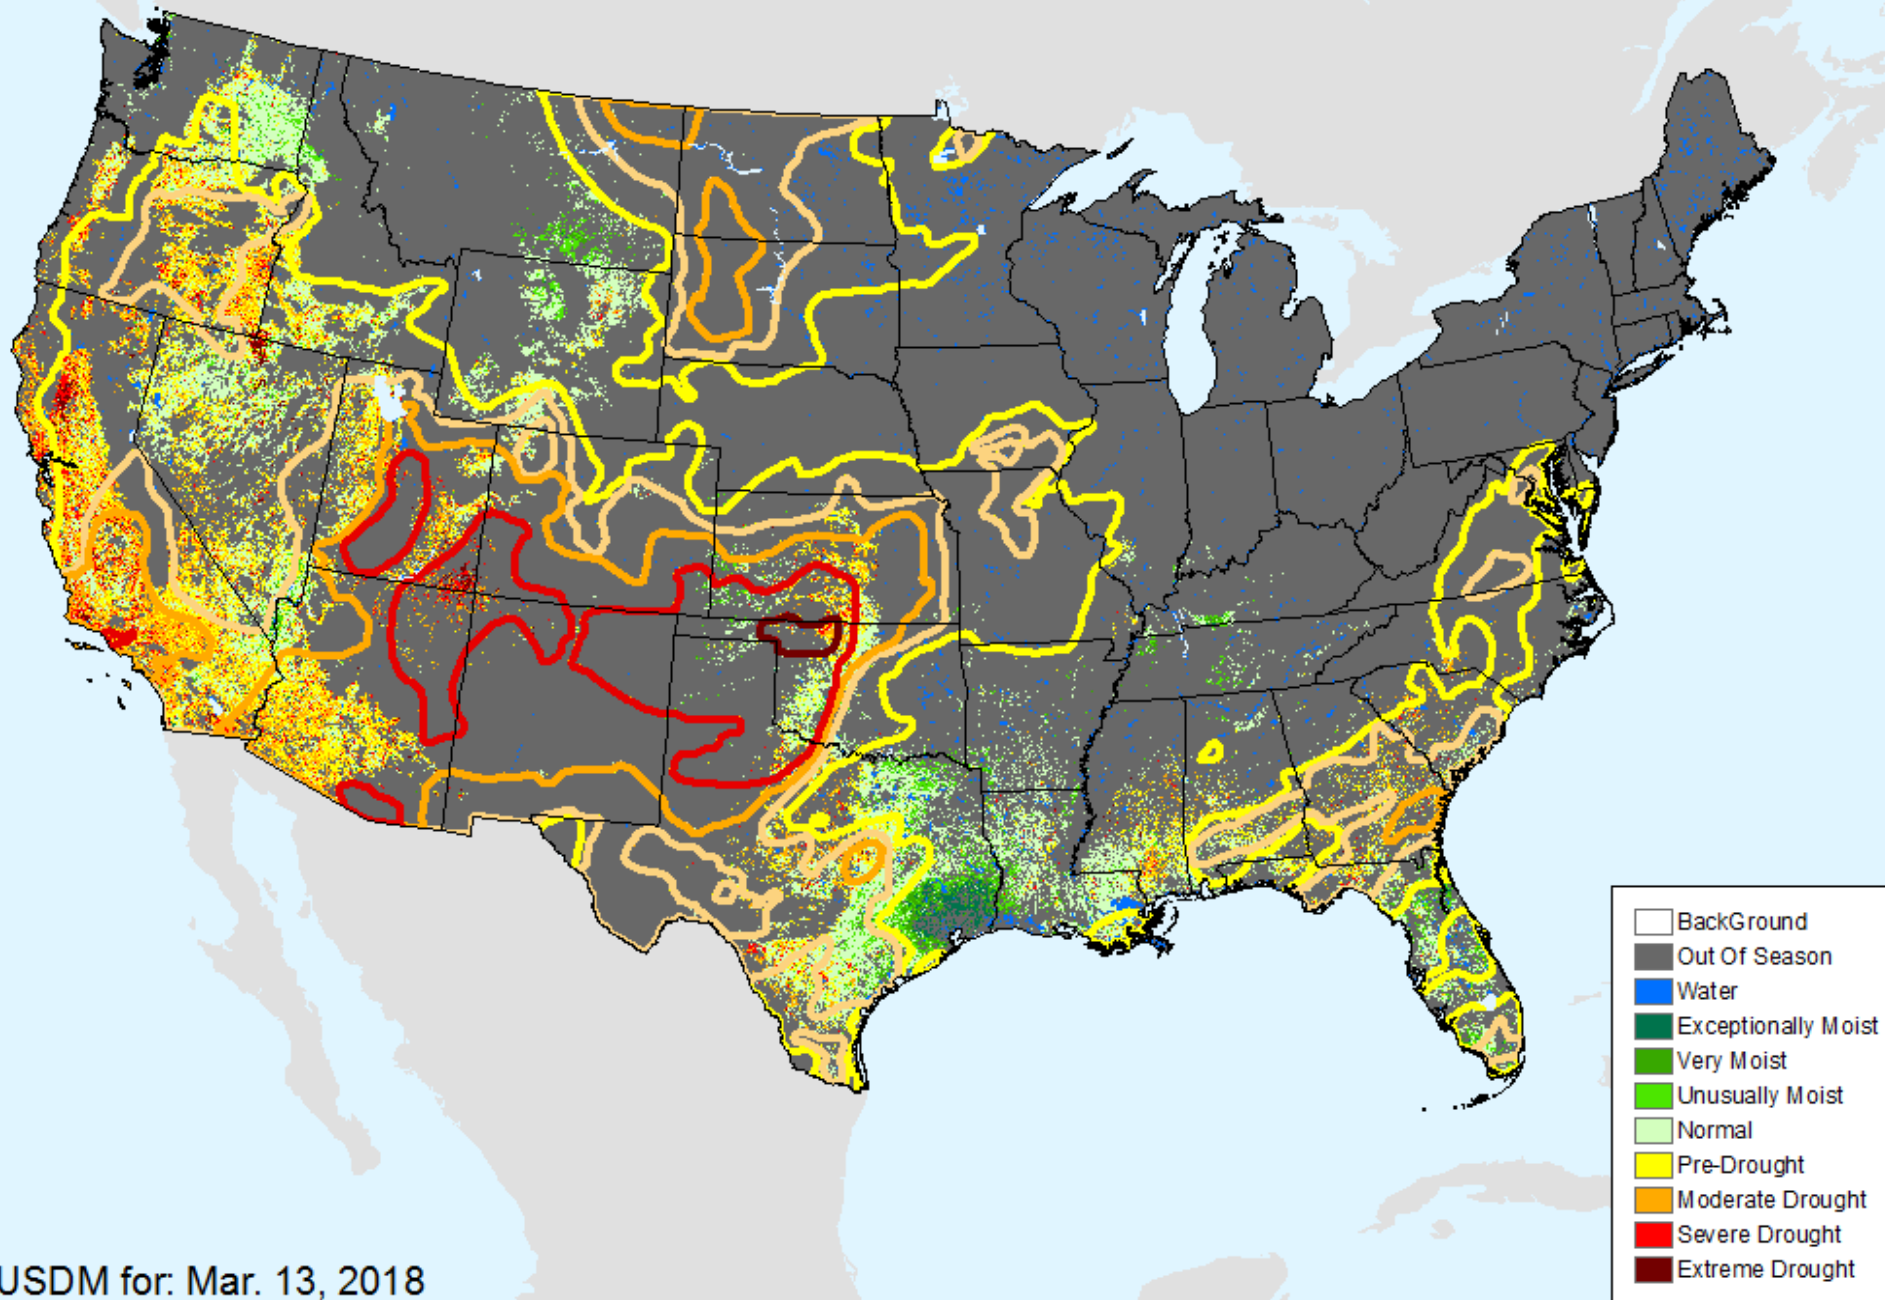 BackGround
Out Of Season
Water
Exceptionally Moist
Very Moist
Unusually Moist
Normal
Pre-Drought
Moderate Drought
Severe Drought
Extreme Drought
USDM for: Mar. 13, 2018